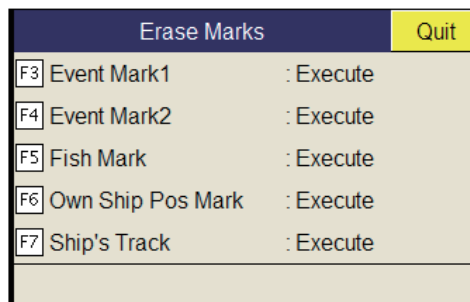 Erase Marks Quit
F3 Event Mark1 : Execute
F4 Event Mark2 : Execute
F5 Fish Mark : Execute
F6 Own Ship Pos Mark : Execute
F7 Ship's Track : Execute